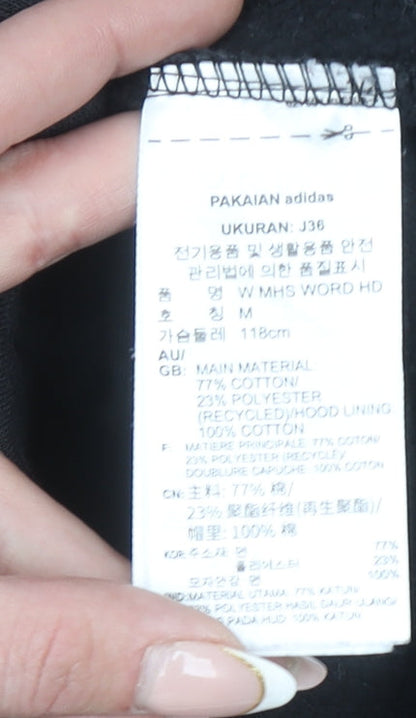 PAKAIAN adidas
UKURAN: J36
전기용품 및 생활용품 안전
관리법에 의한 품질표시
품 명 W MHS WORD HD
호 칭 M
가슴둘레 118cm
AU/
GB: MAIN MATERIAL:
77% COTTON/
23% POLYESTER
(RECYCLED)/HOOD LINING:
100% COTTON
F: MATIERE PRINCIPALE: 77% COTON/
23% POLYESTER (RECYCLE)/
DOUBLURE CAPUCHE: 100% COTON
CN: 主料: 77% 棉/
23% 聚酯纤维(再生聚酯)/
帽里: 100% 棉
KOR: 주소재: 면 77%
폴리에스터 23%
모자안감: 면 100%
IND: MATERIAL UTAMA: 77% KATUN/
23% POLYESTER HASIL DAUR ULANG/
PADA HUD: 100% KATUN